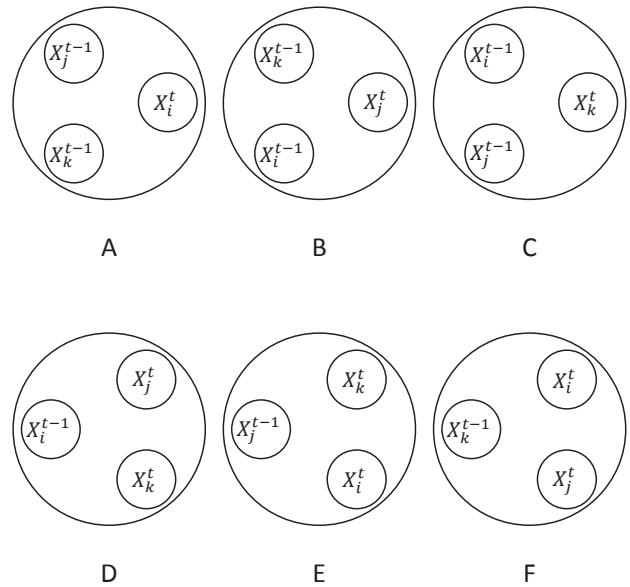 X_j^{t-1} X_k^{t-1} X_i^{t-1}
X_i^t X_j^t X_k^t
X_k^{t-1} X_i^{t-1} X_j^{t-1}
A B C
X_j^t X_k^t X_i^t
X_i^{t-1} X_j^{t-1} X_k^{t-1}
X_k^t X_i^t X_j^t
D E F